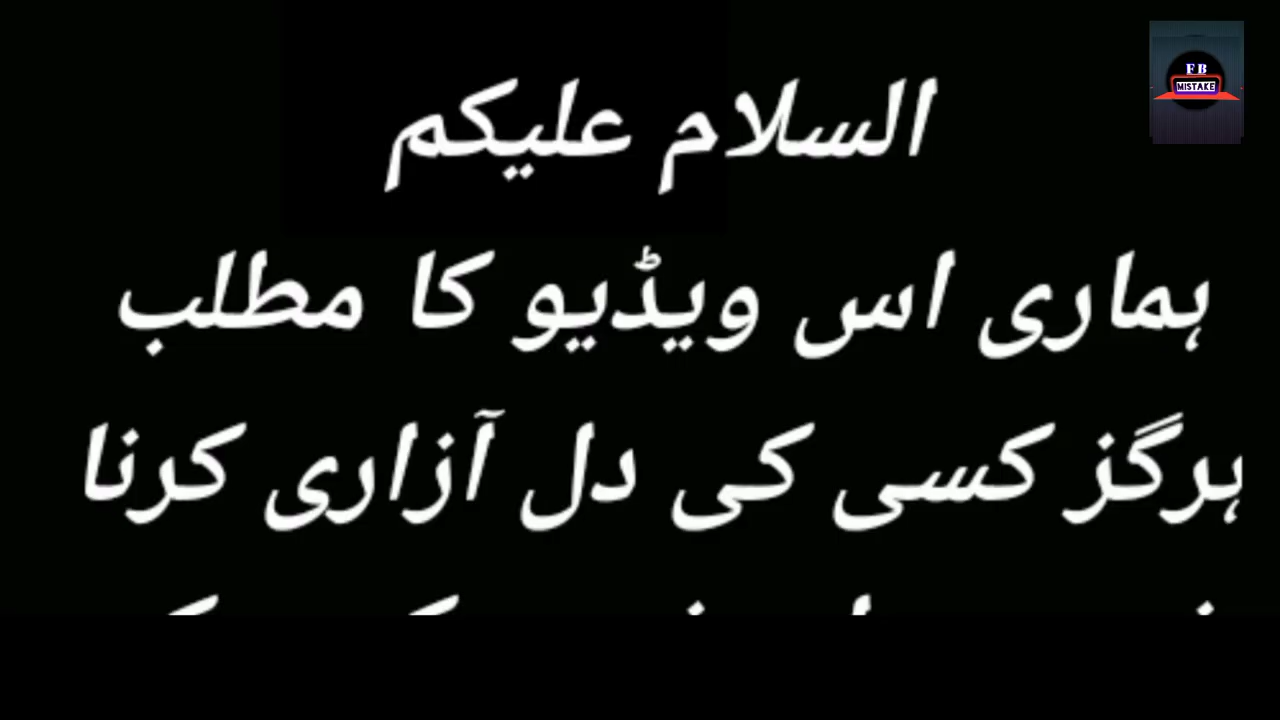 FB
MISTAKE
السلام علیکم
ہماری اس ویڈیو کا مطلب
ہرگز کسی کی دل آزاری کرنا